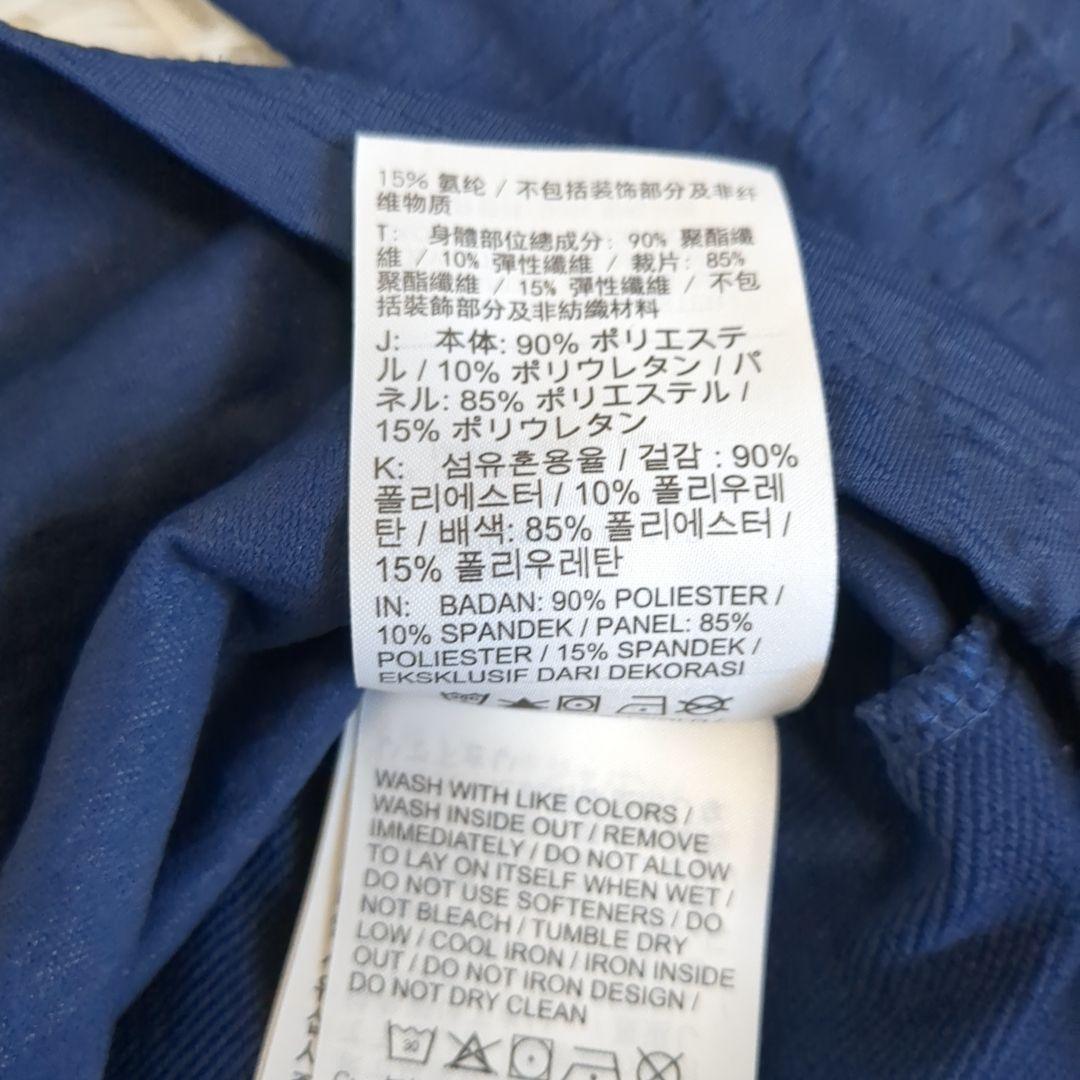 15% 氨纶 / 不包括装饰部分及非纤
维物质
T: 身體部位總成分: 90% 聚酯纖
維 / 10% 彈性纖維 / 裁片: 85%
聚酯纖維 / 15% 彈性纖維 / 不包
括裝飾部分及非紡織材料
J: 本体: 90% ポリエステ
ル / 10% ポリウレタン / パ
ネル: 85% ポリエステル /
15% ポリウレタン
K: 섬유혼용율 / 겉감 : 90%
폴리에스터 / 10% 폴리우레
탄 / 배색: 85% 폴리에스터 /
15% 폴리우레탄
IN: BADAN: 90% POLIESTER /
10% SPANDEK / PANEL: 85%
POLIESTER / 15% SPANDEK /
EKSKLUSIF DARI DEKORASI
WASH WITH LIKE COLORS /
WASH INSIDE OUT / REMOVE
IMMEDIATELY / DO NOT ALLOW
TO LAY ON ITSELF WHEN WET /
DO NOT USE SOFTENERS / DO
NOT BLEACH / TUMBLE DRY
LOW / COOL IRON / IRON INSIDE
OUT / DO NOT IRON DESIGN /
DO NOT DRY CLEAN
30